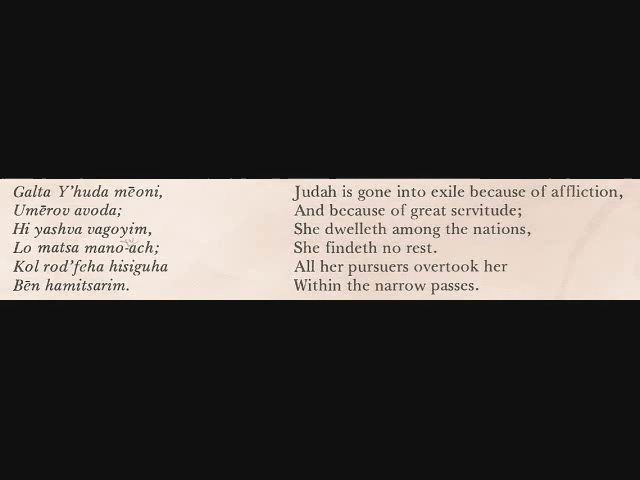 Galta Y’huda mēoni,
Umērov avoda;
Hi yashva vagoyim,
Lo matsa mano-ach;
Kol rod’feha hisiguha
Bēn hamitsarim.
Judah is gone into exile because of affliction,
And because of great servitude;
She dwelleth among the nations,
She findeth no rest.
All her pursuers overtook her
Within the narrow passes.